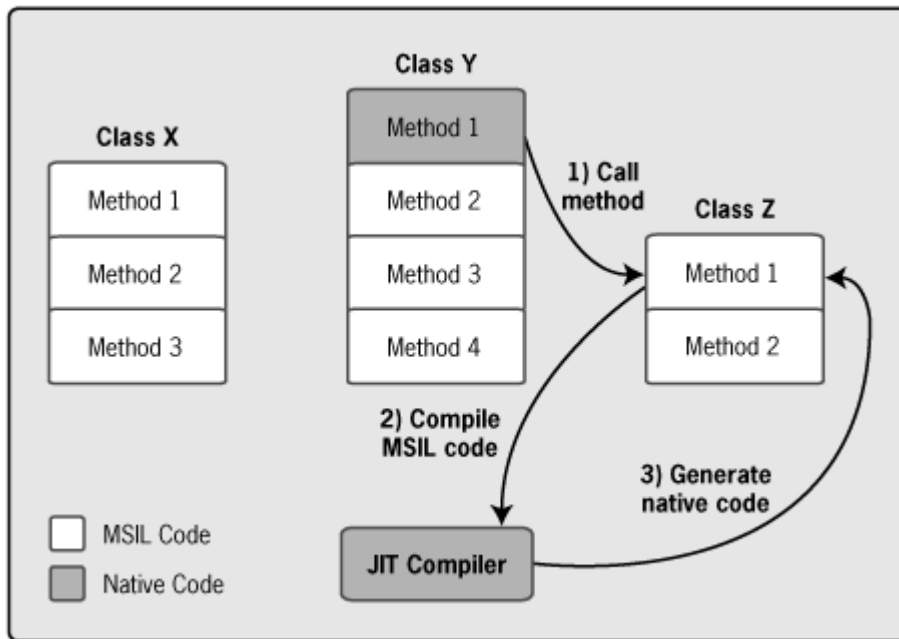 Class X
Method 1
Method 2
Method 3
Class Y
Method 1
Method 2
Method 3
Method 4
1) Call
method
Class Z
Method 1
Method 2
2) Compile
MSIL code
3) Generate
native code
JIT Compiler
MSIL Code
Native Code